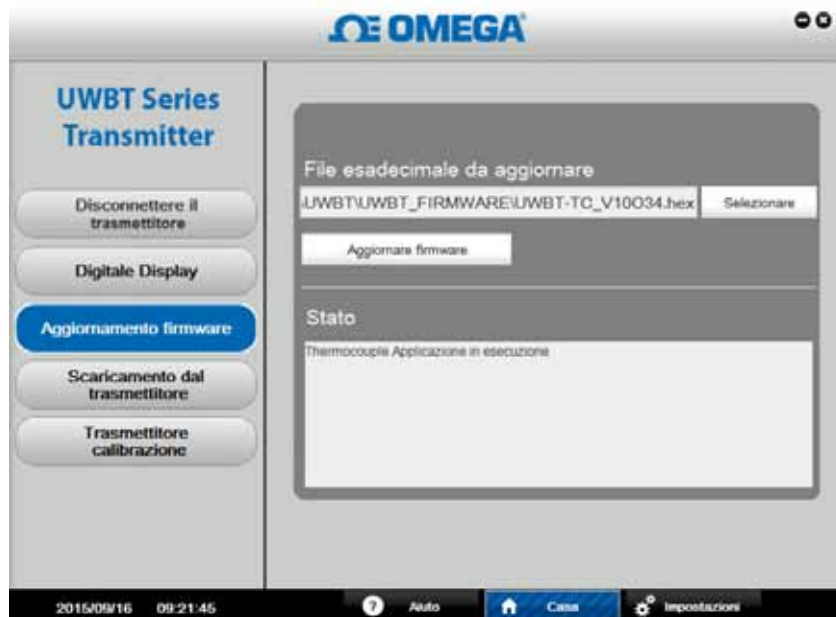 OMEGA
UWBT Series
Transmitter
Disconnettere il
trasmettitore
Digitale Display
Aggiornamento firmware
Scaricamento dal
trasmettitore
Trasmettitore
calibrazione
File esadecimale da aggiornare
\UWBT\UWBT_FIRMWARE\UWBT-TC_V10O34.hex
Selezionare
Aggiornare firmware
Stato
Thermocouple Applicazione in esecuzione
2015/09/16 09:21:45
? Aiuto
Casa
Impostazioni